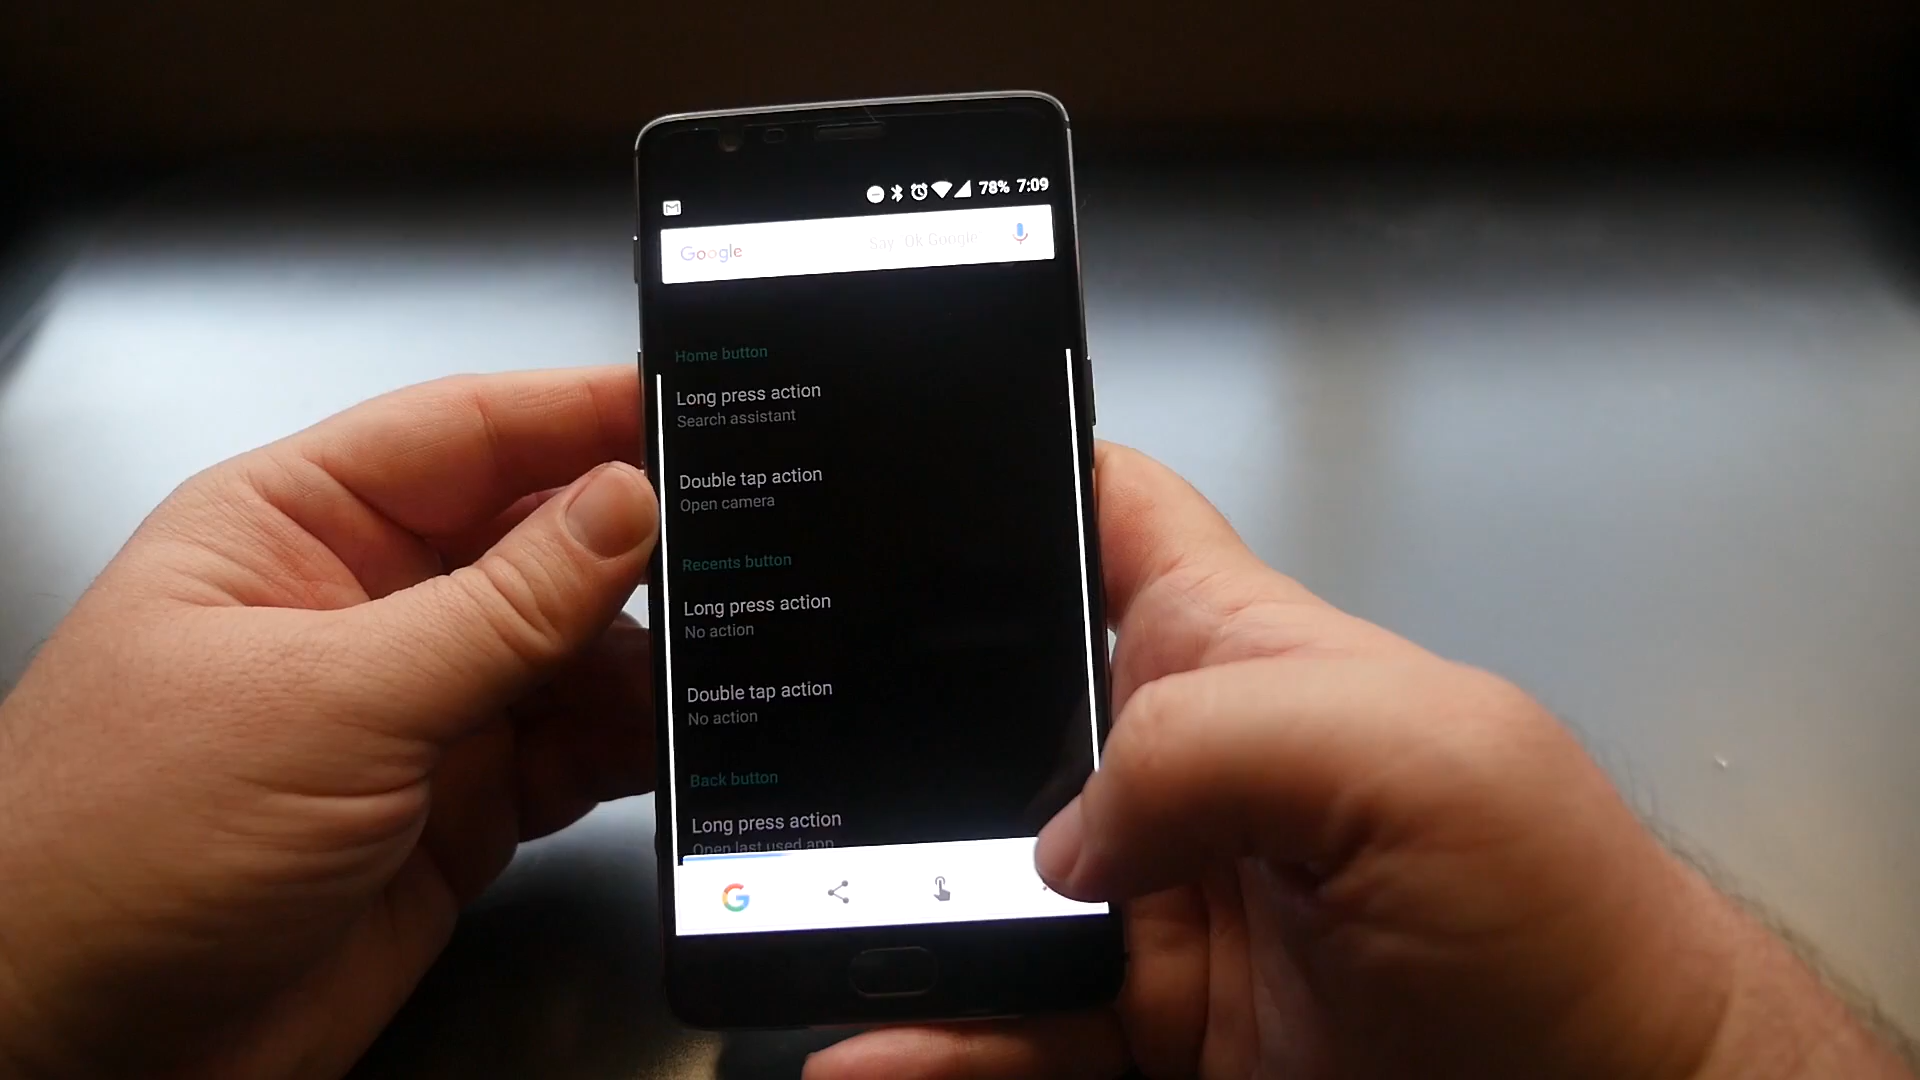 78% 7:09
Google Say "Ok Google"
Home button
Long press action
Search assistant
Double tap action
Open camera
Recents button
Long press action
No action
Double tap action
No action
Back button
Long press action
Open last used app
G